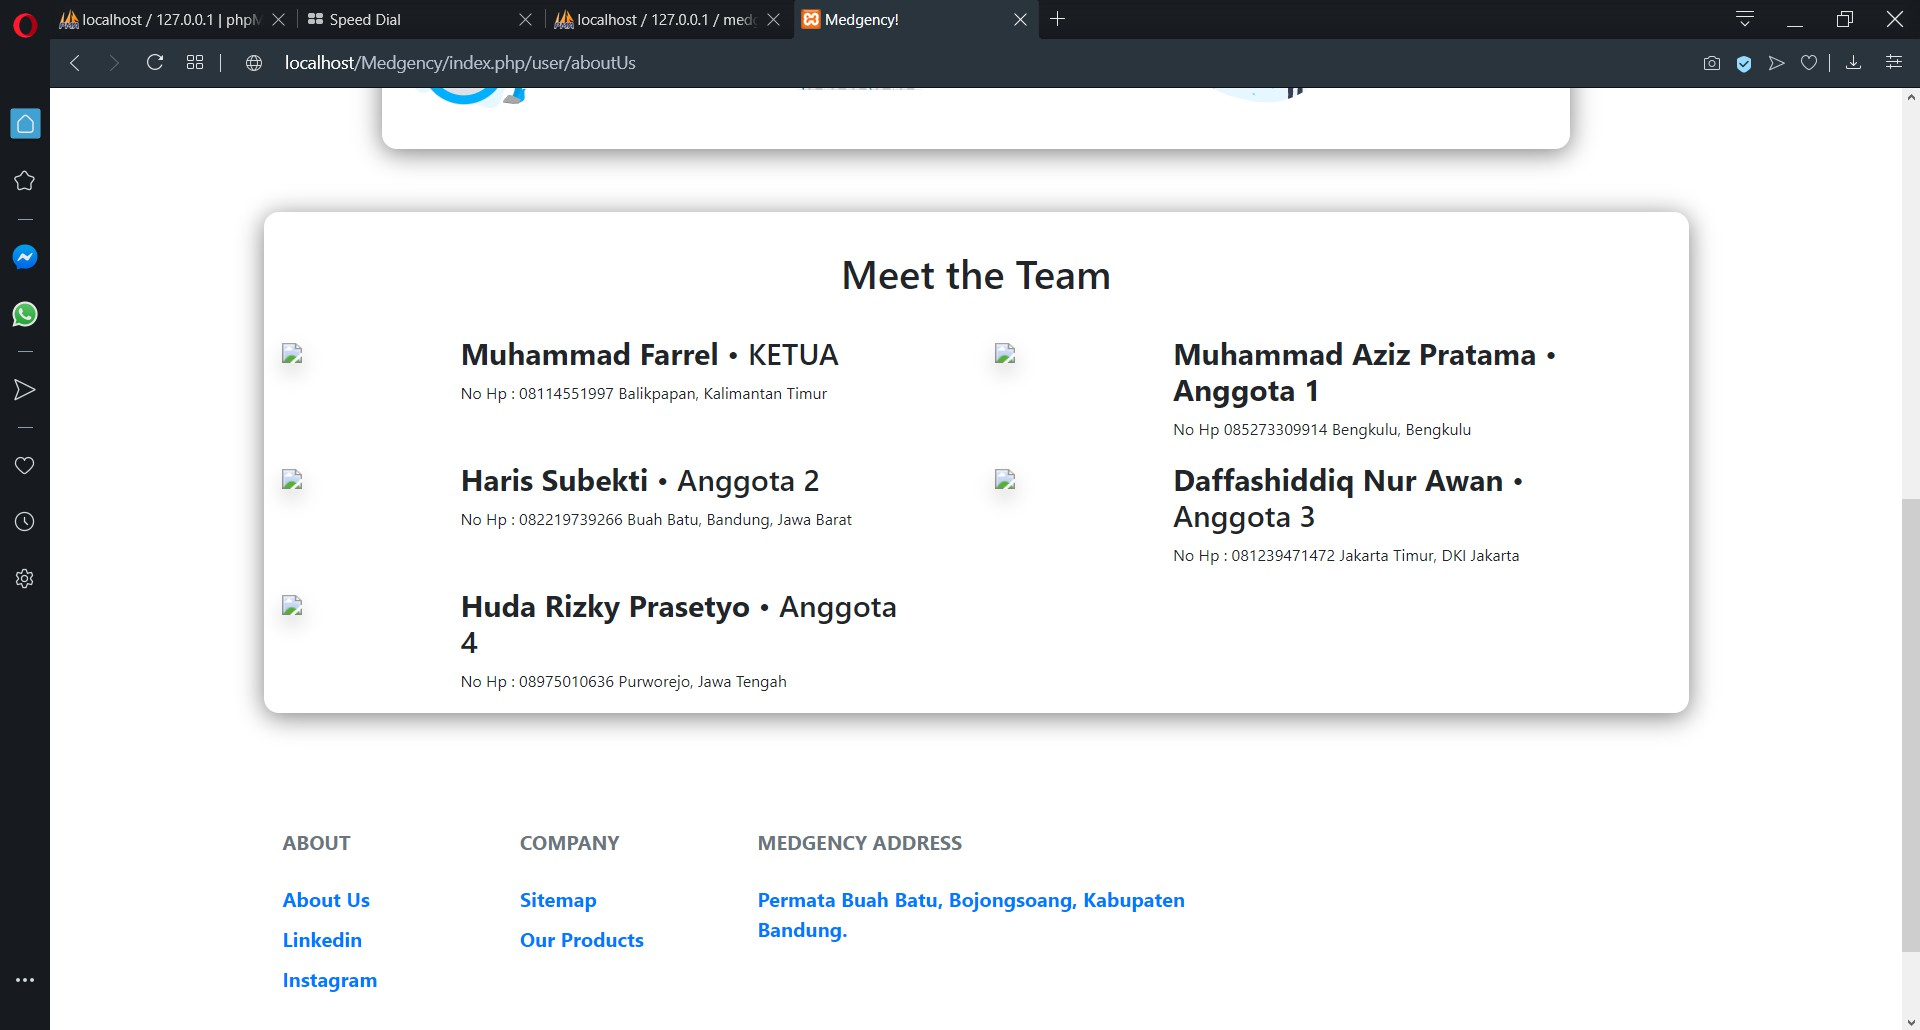 localhost / 127.0.0.1 | phpM
Speed Dial
localhost / 127.0.0.1 / med
Medgency!
localhost/Medgency/index.php/user/aboutUs
Meet the Team
Muhammad Farrel • KETUA
No Hp : 08114551997 Balikpapan, Kalimantan Timur
Muhammad Aziz Pratama •
Anggota 1
No Hp 085273309914 Bengkulu, Bengkulu
Haris Subekti • Anggota 2
No Hp : 082219739266 Buah Batu, Bandung, Jawa Barat
Daffashiddiq Nur Awan •
Anggota 3
No Hp : 081239471472 Jakarta Timur, DKI Jakarta
Huda Rizky Prasetyo • Anggota
4
No Hp : 08975010636 Purworejo, Jawa Tengah
ABOUT
About Us
Linkedin
Instagram
COMPANY
Sitemap
Our Products
MEDGENCY ADDRESS
Permata Buah Batu, Bojongsoang, Kabupaten
Bandung.